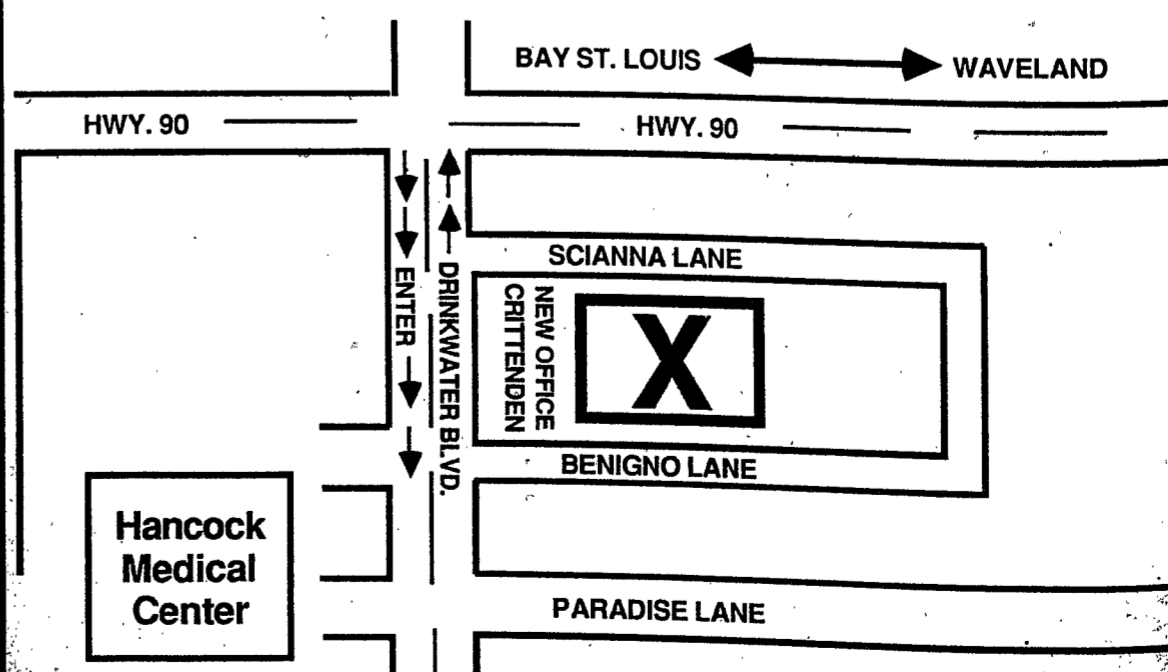 BAY ST. LOUIS
WAVELAND
HWY. 90
HWY. 90
SCIANNA LANE
ENTER
DRINKWATER BLVD.
NEW OFFICE
CRITTENDEN
X
BENIGNO LANE
Hancock
Medical
Center
PARADISE LANE